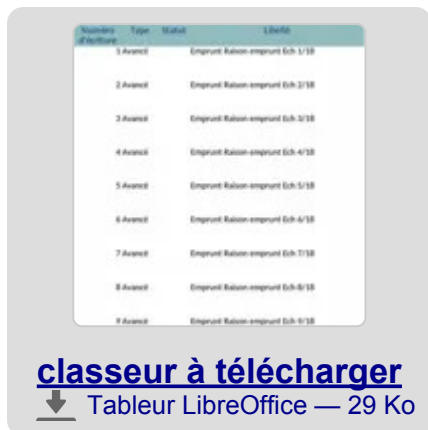 Numéro Type Statut Libellé
d'écriture
1 Avancé Emprunt Raison emprunt Ech 1/18
2 Avancé Emprunt Raison emprunt Ech 2/18
3 Avancé Emprunt Raison emprunt Ech 3/18
4 Avancé Emprunt Raison emprunt Ech 4/18
5 Avancé Emprunt Raison emprunt Ech 5/18
6 Avancé Emprunt Raison emprunt Ech 6/18
7 Avancé Emprunt Raison emprunt Ech 7/18
8 Avancé Emprunt Raison emprunt Ech 8/18
9 Avancé Emprunt Raison emprunt Ech 9/18
classeur à télécharger
Tableur LibreOffice — 29 Ko